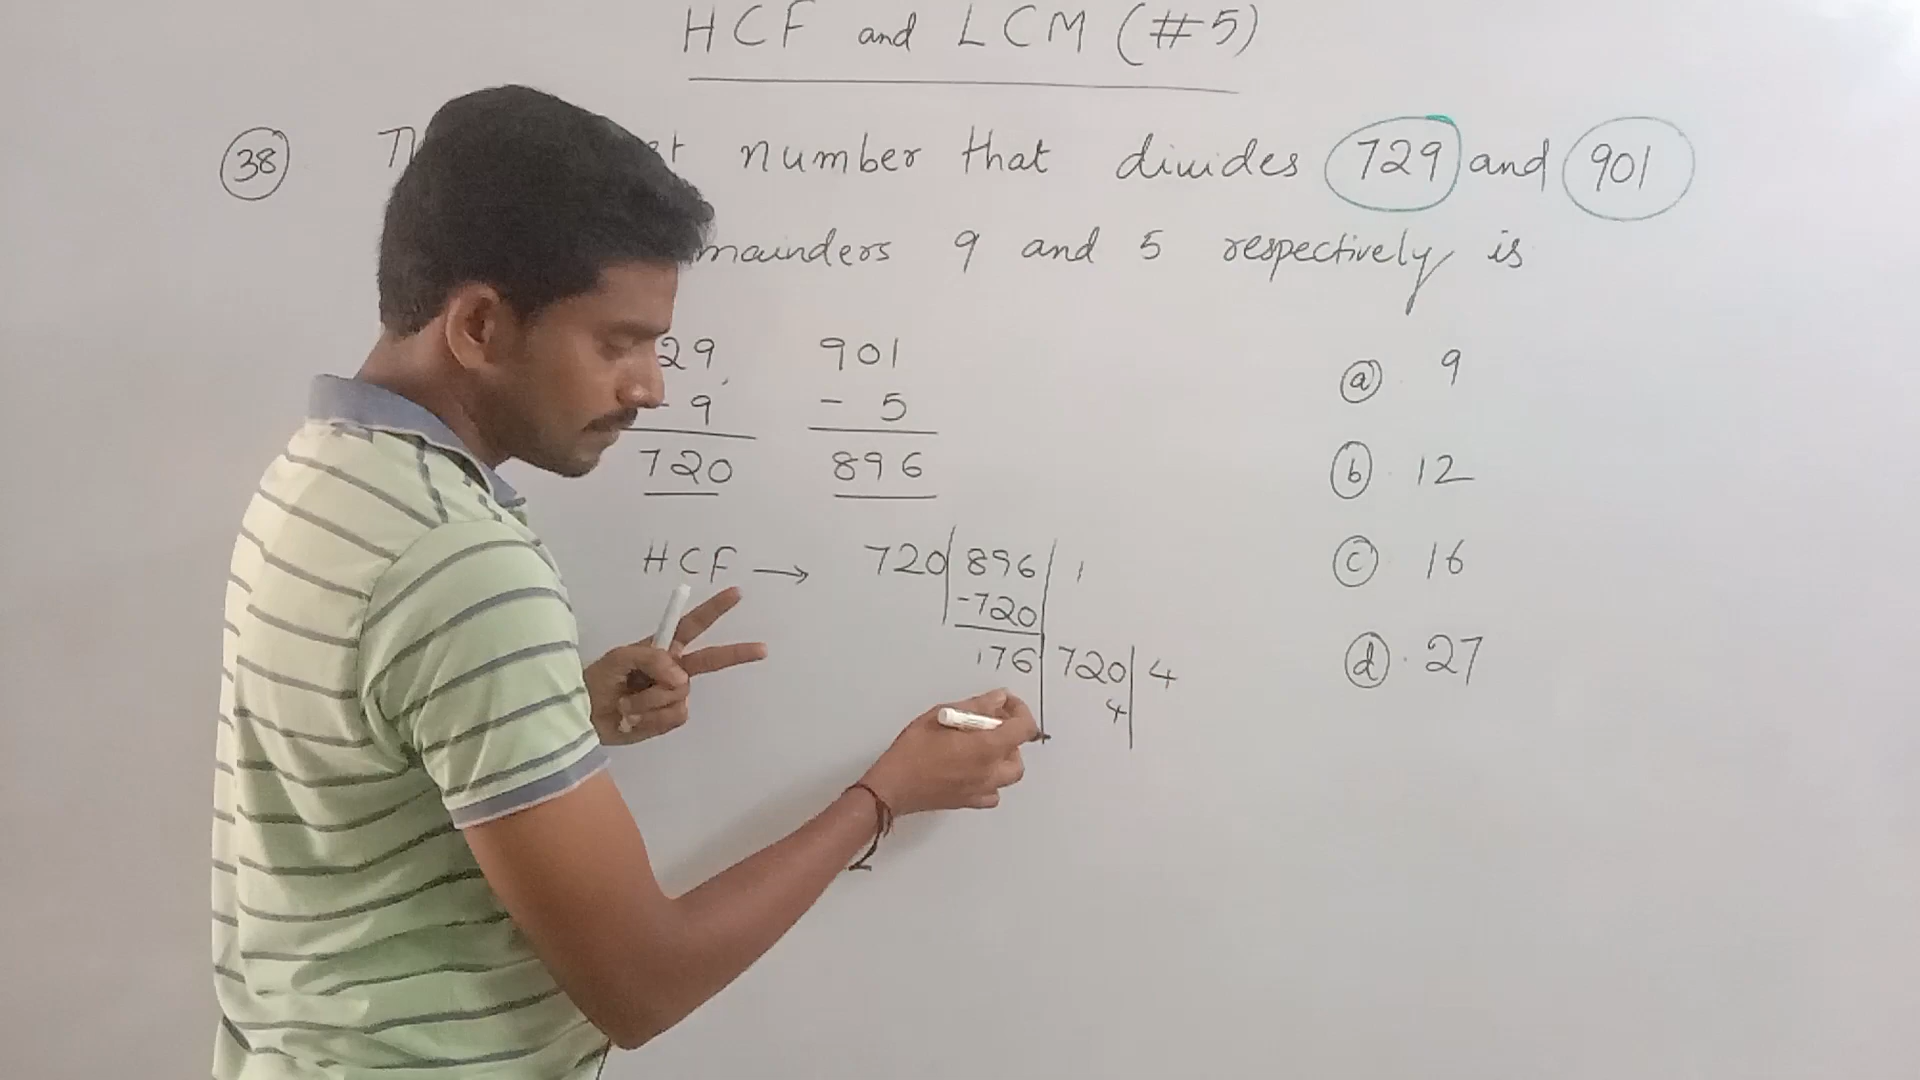 HCF and LCM (#5)
38 number that divides 729 and 901
9 and 5 respectively is
29 901
- 9 - 5
720 896
HCF → 720 896 1
-720
176 720 4
4
a 9
b 12
c 16
d 27